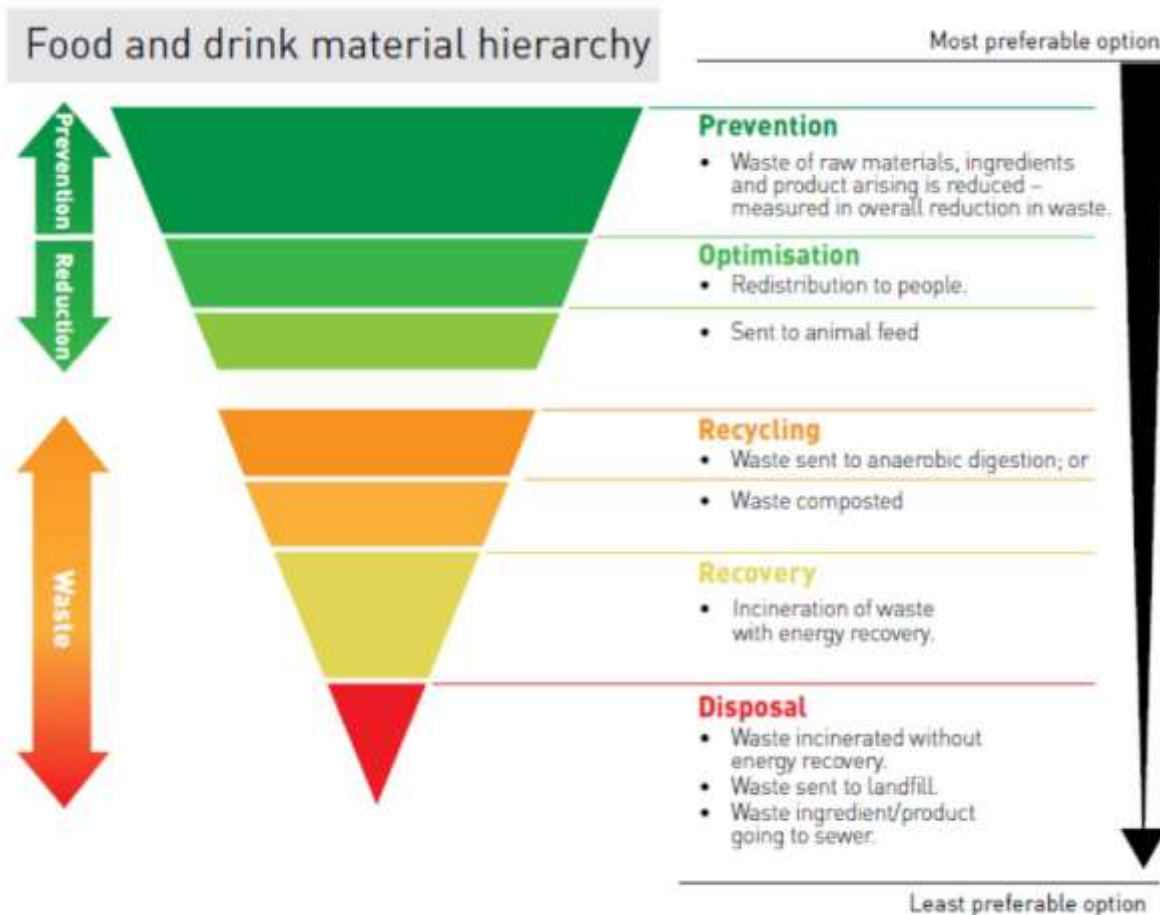 Food and drink material hierarchy
Most preferable option
Prevention
Reduction
Waste
Prevention
• Waste of raw materials, ingredients
and product arising is reduced –
measured in overall reduction in waste.
Optimisation
• Redistribution to people.
• Sent to animal feed
Recycling
• Waste sent to anaerobic digestion; or
• Waste composted
Recovery
• Incineration of waste
with energy recovery.
Disposal
• Waste incinerated without
energy recovery.
• Waste sent to landfill.
• Waste ingredient/product
going to sewer.
Least preferable option